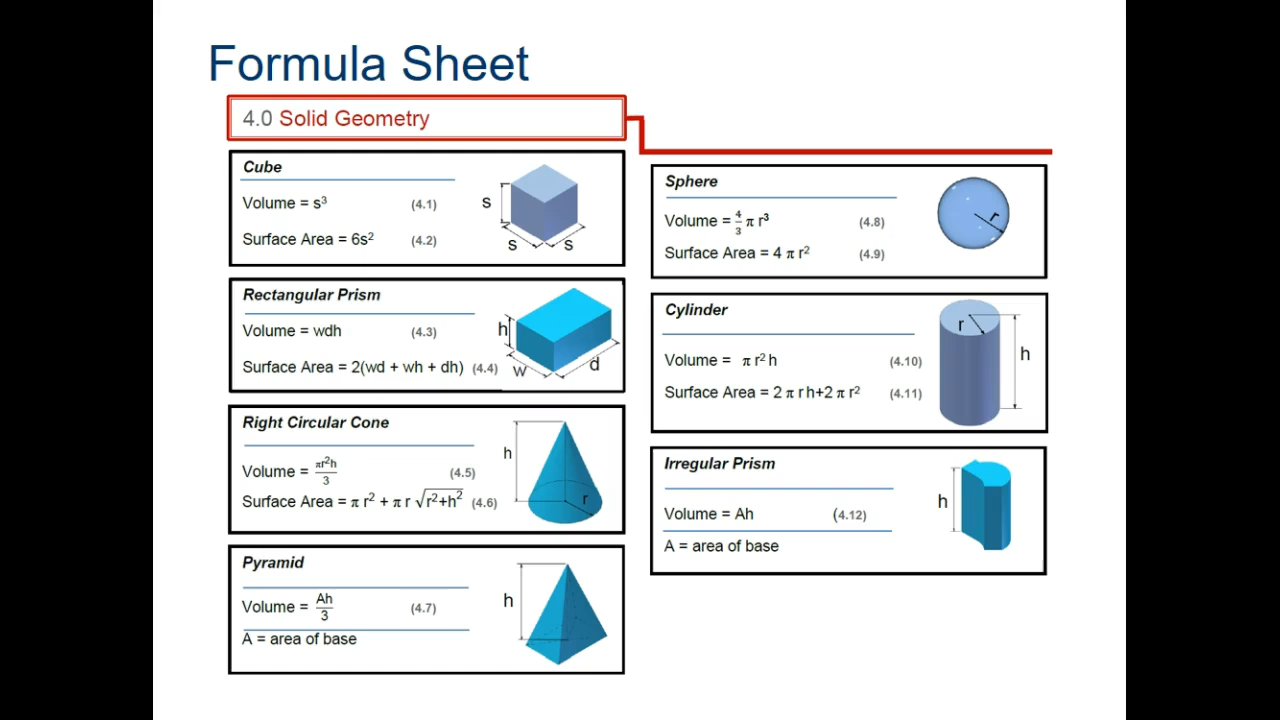 Formula Sheet
4.0 Solid Geometry
Cube
Volume = s³ (4.1)
Surface Area = 6s² (4.2)
s
s s
Rectangular Prism
Volume = wdh (4.3)
Surface Area = 2(wd + wh + dh) (4.4)
h
w d
Right Circular Cone
Volume = πr²h/3 (4.5)
Surface Area = π r² + π r √r²+h² (4.6)
h
r
Pyramid
Volume = Ah/3 (4.7)
A = area of base
h
Sphere
Volume = 4/3 π r³ (4.8)
Surface Area = 4 π r² (4.9)
r
Cylinder
Volume = π r² h (4.10)
Surface Area = 2 π r h+2 π r² (4.11)
r
h
Irregular Prism
Volume = Ah (4.12)
A = area of base
h